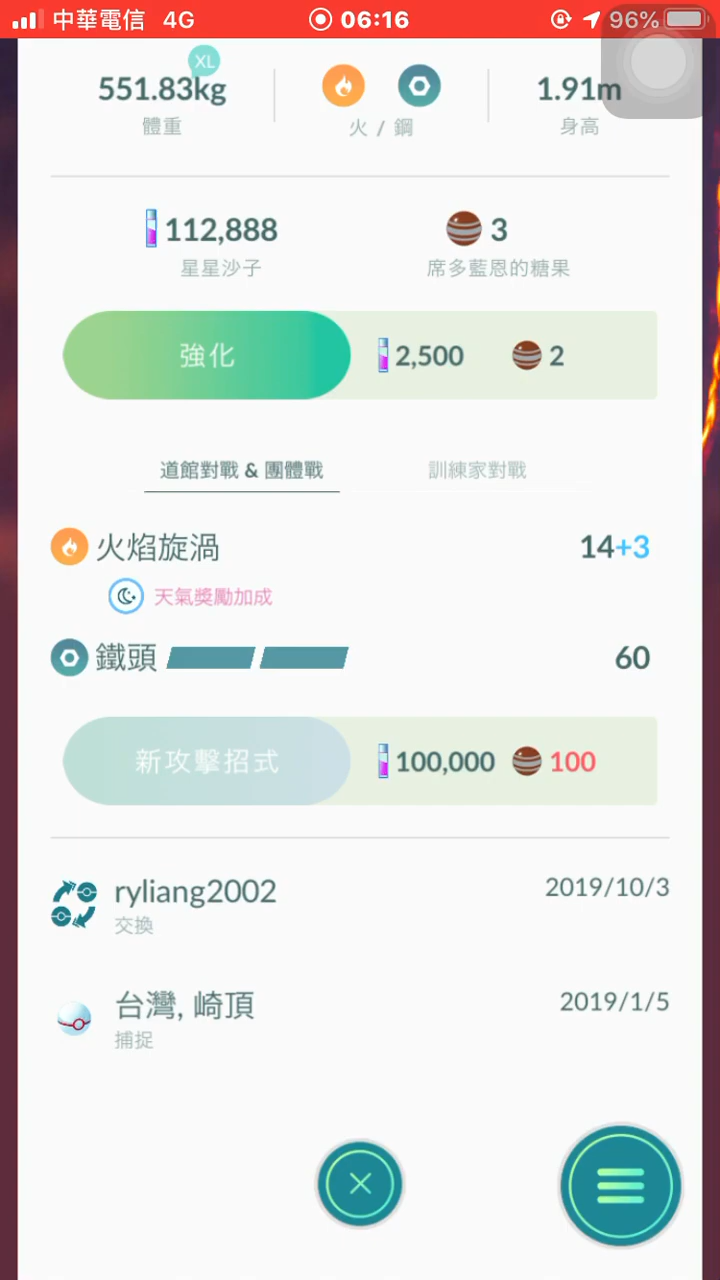 中華電信 4G 06:16 96%
XL
551.83kg 1.91m
體重 火 / 鋼 身高
112,888 3
星星沙子 席多藍恩的糖果
強化 2,500 2
道館對戰 & 團體戰 訓練家對戰
火焰旋渦 14+3
天氣獎勵加成
鐵頭 60
新攻擊招式 100,000 100
ryliang2002 2019/10/3
交換
台灣, 崎頂 2019/1/5
捕捉